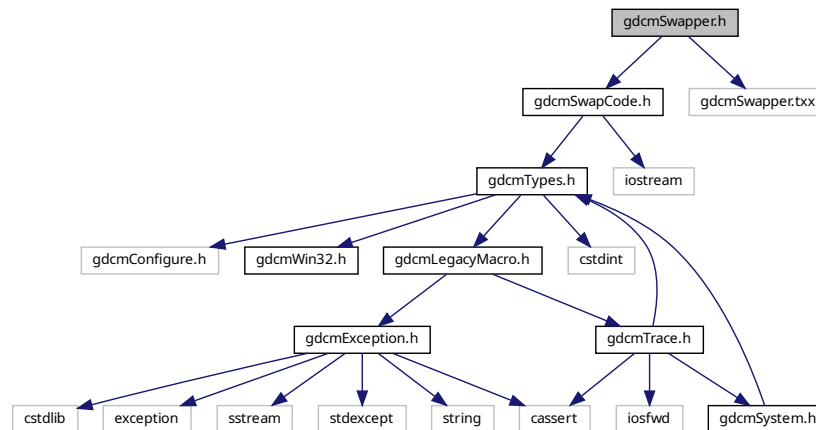 gdcmSwapper.h
gdcmSwapCode.h
gdcmSwapper.txx
gdcmTypes.h
iostream
gdcmConfigure.h
gdcmWin32.h
gdcmLegacyMacro.h
cstdint
gdcmException.h
gdcmTrace.h
cstdlib
exception
sstream
stdexcept
string
cassert
iosfwd
gdcmSystem.h